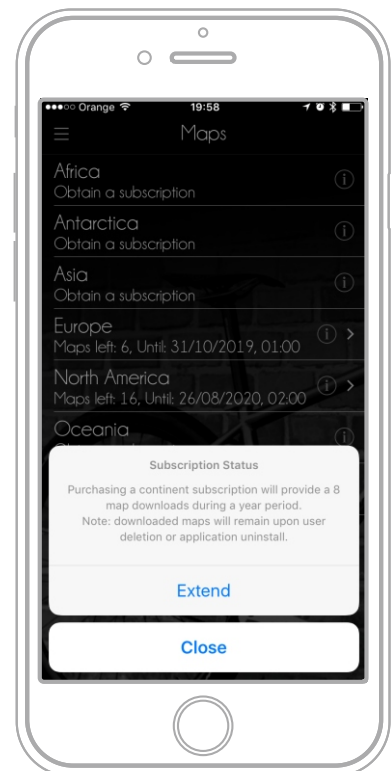 ●●●○○ Orange 19:58
Maps
Africa
Obtain a subscription
Antarctica
Obtain a subscription
Asia
Obtain a subscription
Europe
Maps left: 6, Until: 31/10/2019, 01:00
North America
Maps left: 16, Until: 26/08/2020, 02:00
Oceania
Subscription Status
Purchasing a continent subscription will provide a 8
map downloads during a year period.
Note: downloaded maps will remain upon user
deletion or application uninstall.
Extend
Close